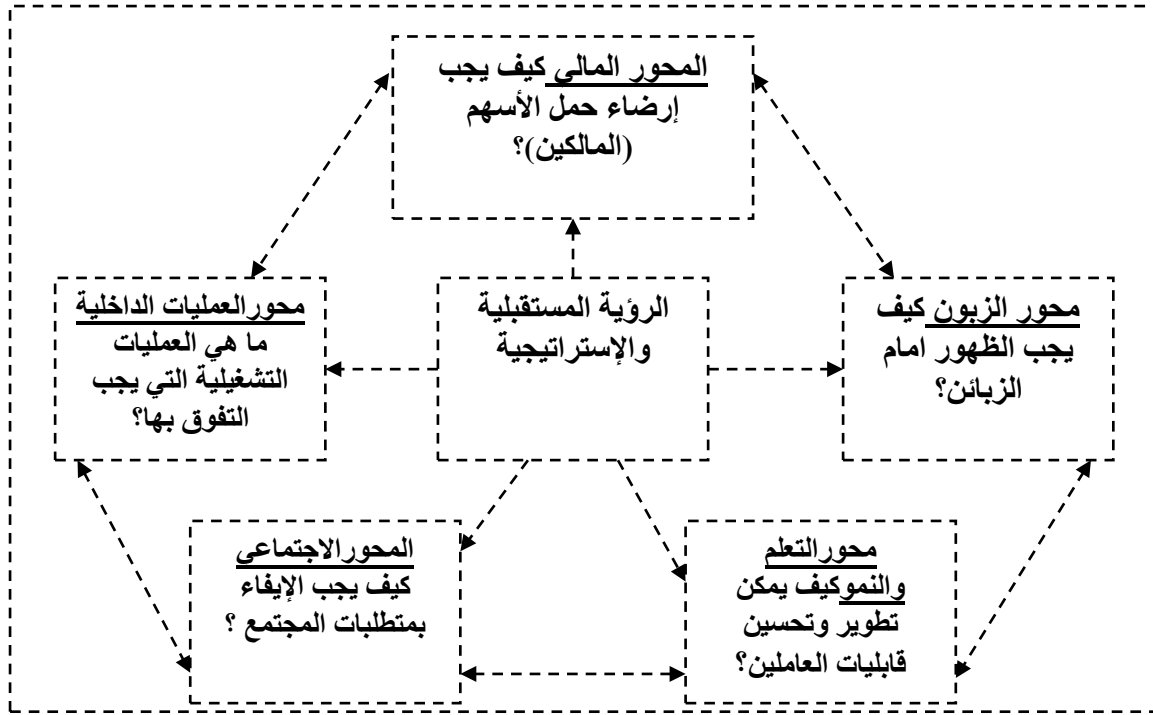 المحور المالي كيف يجب
إرضاء حمل الأسهم
(المالكين)؟
محور الزبون كيف
يجب الظهور امام
الزبائن؟
الرؤية المستقبلية
والإستراتيجية
محورالعمليات الداخلية
ما هي العمليات
التشغيلية التي يجب
التفوق بها؟
محورالتعلم
والنموكيف يمكن
تطوير وتحسين
قابليات العاملين؟
المحورالاجتماعي
كيف يجب الإيفاء
بمتطلبات المجتمع ؟